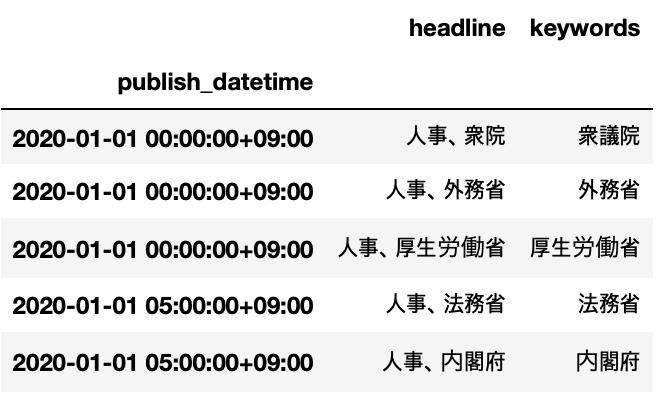 headline keywords
publish_datetime
2020-01-01 00:00:00+09:00 人事、衆院 衆議院
2020-01-01 00:00:00+09:00 人事、外務省 外務省
2020-01-01 00:00:00+09:00 人事、厚生労働省 厚生労働省
2020-01-01 05:00:00+09:00 人事、法務省 法務省
2020-01-01 05:00:00+09:00 人事、内閣府 内閣府